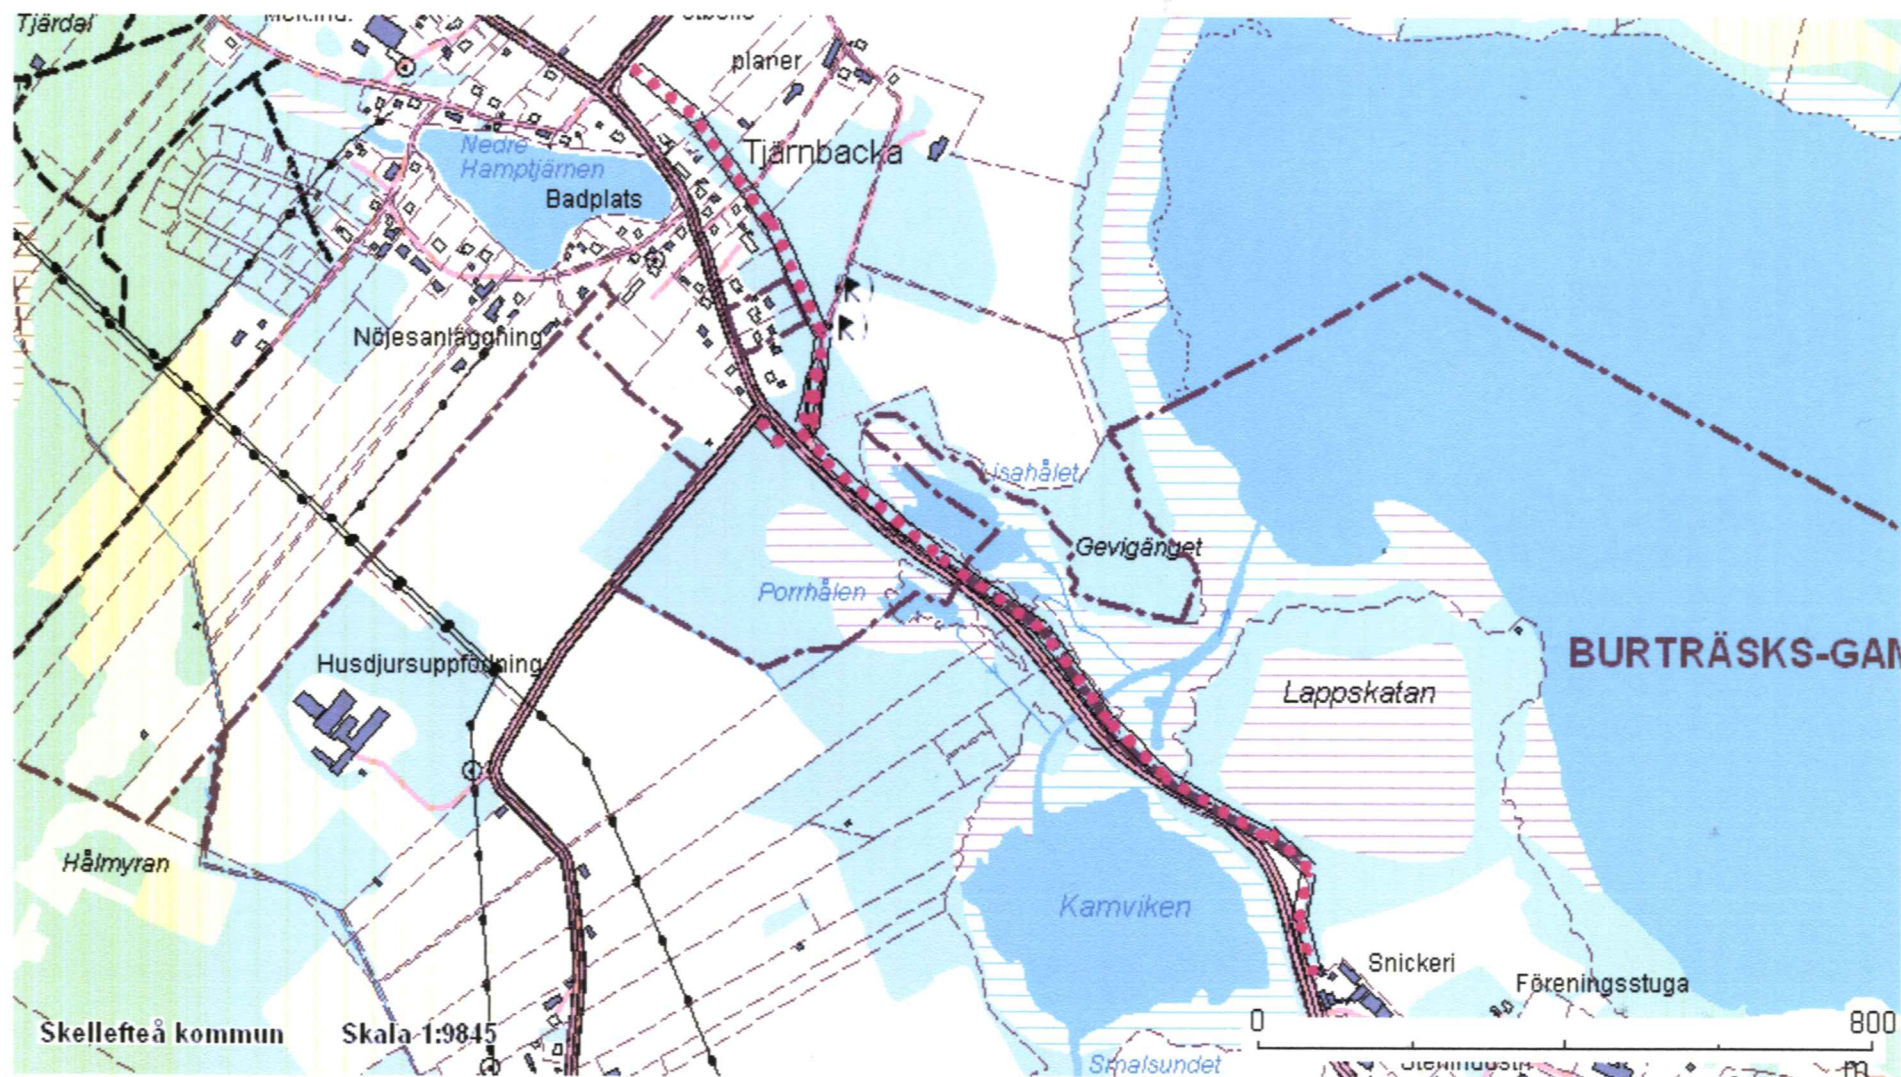 Tjärdal
planer
Tjärnbacka
Nedre
Hamptjärnen
Badplats
Nöjesanläggning
Lisahålet
Gevigänget
Porrhålen
BURTRÄSKS-GAM
Lappskatan
Husdjursuppfödning
Hålmyran
Kamviken
Snickeri
Föreningsstuga
Skellefteå kommun Skala 1:9845
0 800
m
Smalsundet